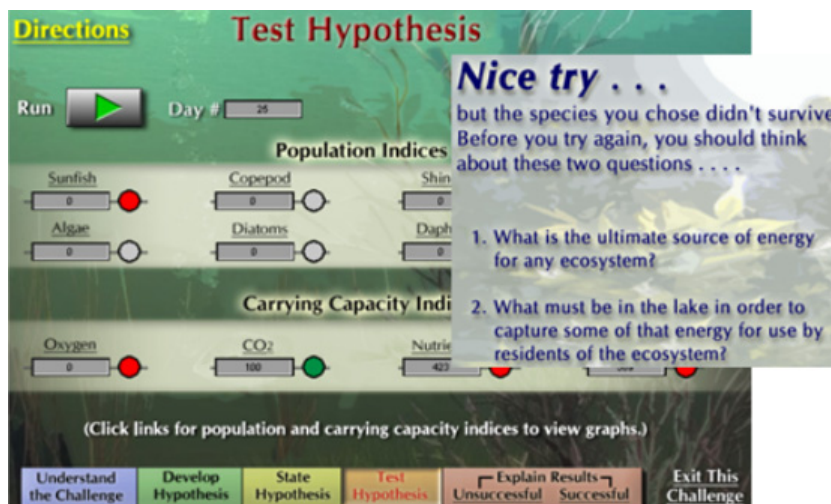 Directions
Test Hypothesis
Run
Day #
25
Nice try . . .
but the species you chose didn't survive
Before you try again, you should think
about these two questions . . . .
1. What is the ultimate source of energy
for any ecosystem?
2. What must be in the lake in order to
capture some of that energy for use by
residents of the ecosystem?
Population Indices
Sunfish
Copepod
Shin
0
0
0
Algae
Diatoms
Daph
0
0
0
Carrying Capacity Indi
Oxygen
CO2
Nutrie
0
100
423
(Click links for population and carrying capacity indices to view graphs.)
Understand
the Challenge
Develop
Hypothesis
State
Hypothesis
Test
Hypothesis
Explain Results
Unsuccessful Successful
Exit This
Challenge